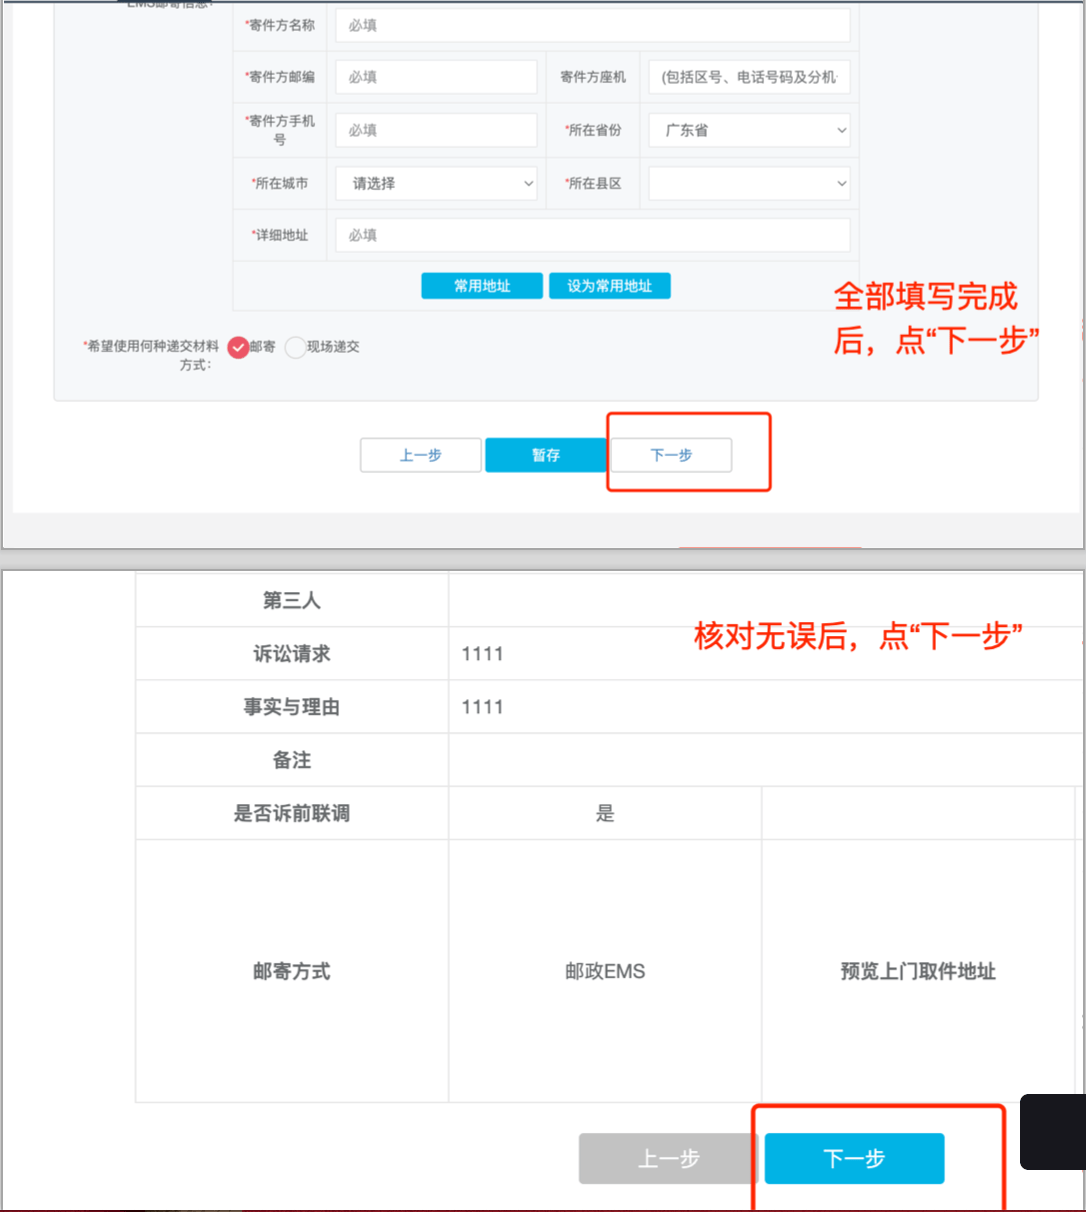 EMS邮寄信息:
*寄件方名称 必填
*寄件方邮编 必填 寄件方座机 (包括区号、电话号码及分机
*寄件方手机号 必填 *所在省份 广东省
*所在城市 请选择 *所在县区
*详细地址 必填
常用地址 设为常用地址
全部填写完成
后，点“下一步”
*希望使用何种递交材料
方式: 邮寄 现场递交
上一步 暂存 下一步
第三人
核对无误后，点“下一步”
诉讼请求 1111
事实与理由 1111
备注
是否诉前联调 是
邮寄方式 邮政EMS 预览上门取件地址
上一步 下一步